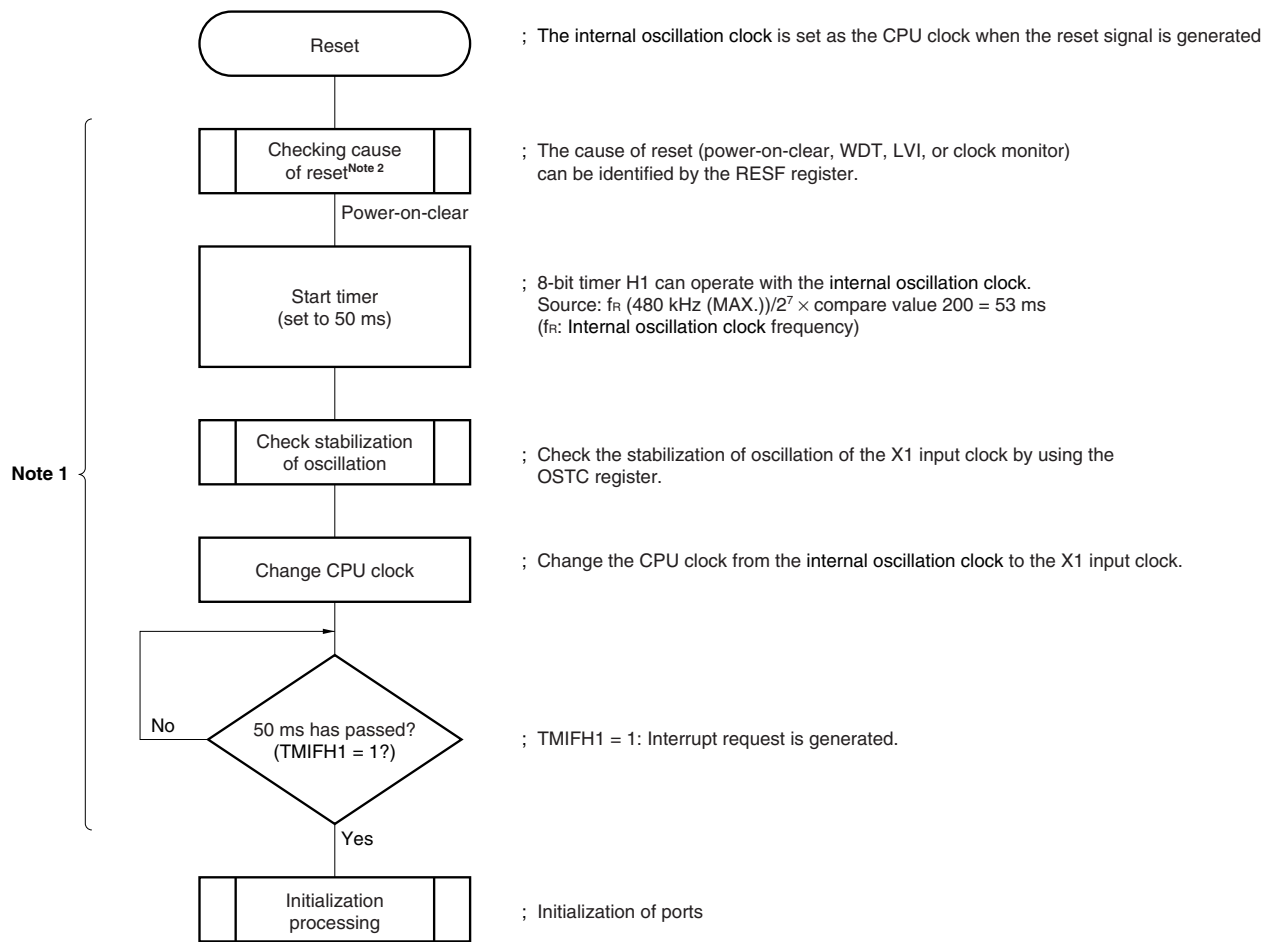 Reset
; The internal oscillation clock is set as the CPU clock when the reset signal is generated
Checking cause
of reset Note 2
; The cause of reset (power-on-clear, WDT, LVI, or clock monitor)
can be identified by the RESF register.
Power-on-clear
Start timer
(set to 50 ms)
; 8-bit timer H1 can operate with the internal oscillation clock.
Source: fR (480 kHz (MAX.))/2⁷ × compare value 200 = 53 ms
(fR: Internal oscillation clock frequency)
Note 1
Check stabilization
of oscillation
; Check the stabilization of oscillation of the X1 input clock by using the
OSTC register.
Change CPU clock
; Change the CPU clock from the internal oscillation clock to the X1 input clock.
No
50 ms has passed?
(TMIFH1 = 1?)
; TMIFH1 = 1: Interrupt request is generated.
Yes
Initialization
processing
; Initialization of ports